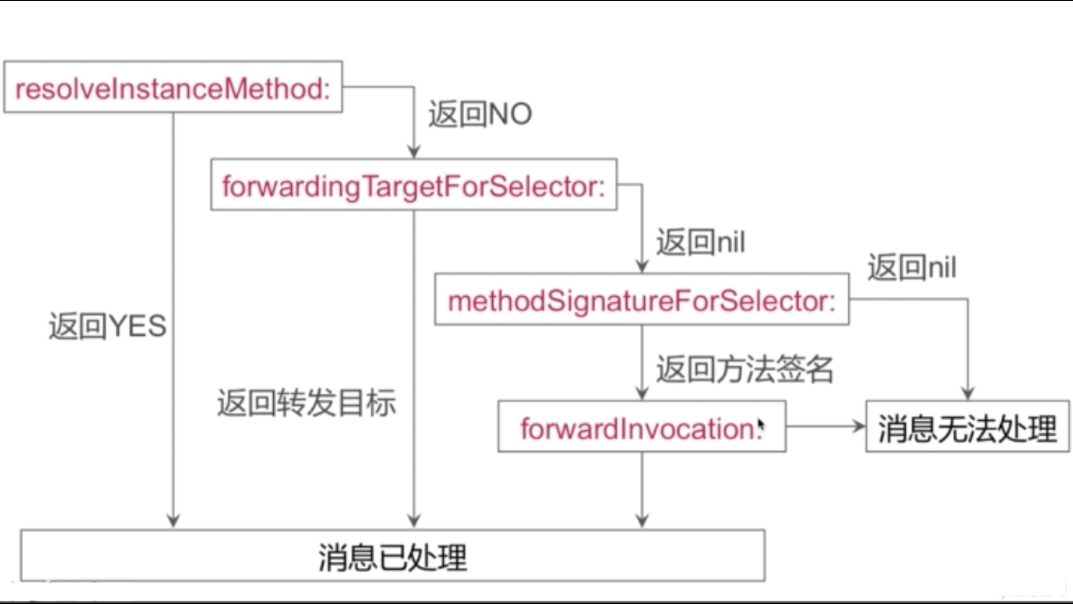 resolveInstanceMethod:
返回NO
forwardingTargetForSelector:
返回nil
返回nil
methodSignatureForSelector:
返回YES
返回方法签名
返回转发目标
forwardInvocation:
消息无法处理
消息已处理